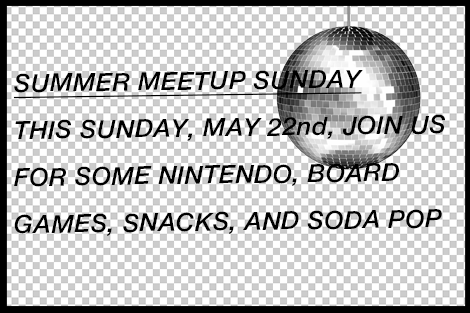 SUMMER MEETUP SUNDAY
THIS SUNDAY, MAY 22nd, JOIN US
FOR SOME NINTENDO, BOARD
GAMES, SNACKS, AND SODA POP